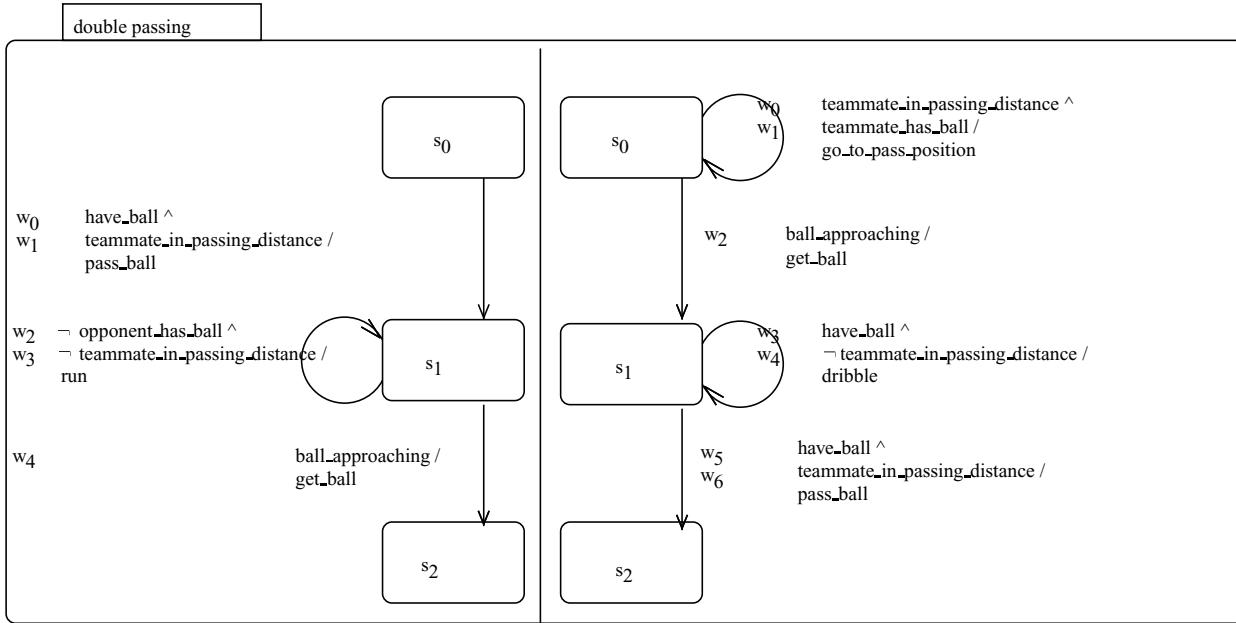 double passing
s0
w0 have_ball ^
w1 teammate_in_passing_distance /
pass_ball
w2 ¬ opponent_has_ball ^
w3 ¬ teammate_in_passing_distance /
run
s1
w4 ball_approaching /
get_ball
s2
s0
w0 teammate_in_passing_distance ^
w1 teammate_has_ball /
go_to_pass_position
w2 ball_approaching /
get_ball
s1
w3 have_ball ^
w4 ¬ teammate_in_passing_distance /
dribble
w5 have_ball ^
w6 teammate_in_passing_distance /
pass_ball
s2